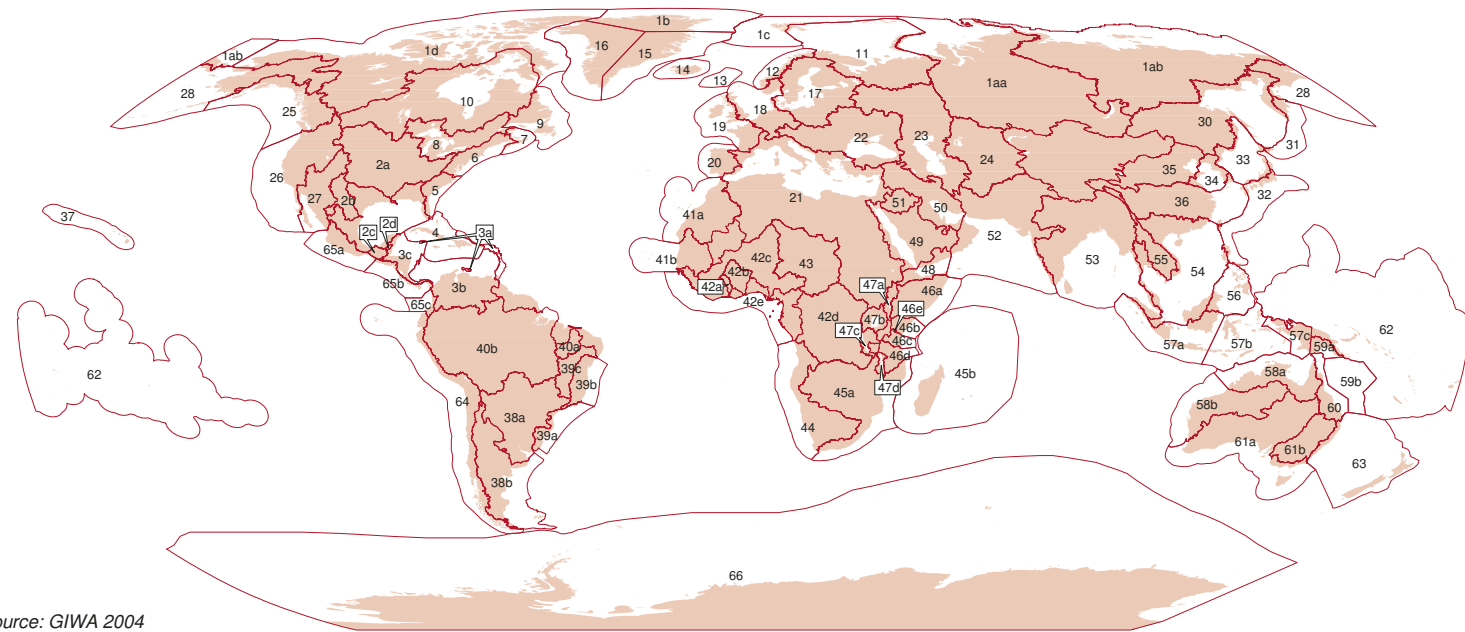 1b
1c
1d
16
15
14
13
12
11
1ab
28
25
10
9
1aa
1ab
28
17
18
19
8
7
6
2a
26
27
2b
5
20
22
23
24
30
31
33
35
34
32
36
37
2c
2d
4
3a
65a
3c
41a
21
51
50
49
52
53
55
54
56
62
65b
65c
3b
41b
42c
43
42b
42a
42e
48
46a
47a
46e
42d
47b
46b
47c
46c
46d
47d
57a
57b
57c
59a
62
40b
40a
39c
39b
64
38a
39a
38b
45a
45b
44
58a
58b
59b
60
61a
61b
63
66
ource: GIWA 2004